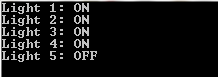 Light 1: ON
Light 2: ON
Light 3: ON
Light 4: ON
Light 5: OFF